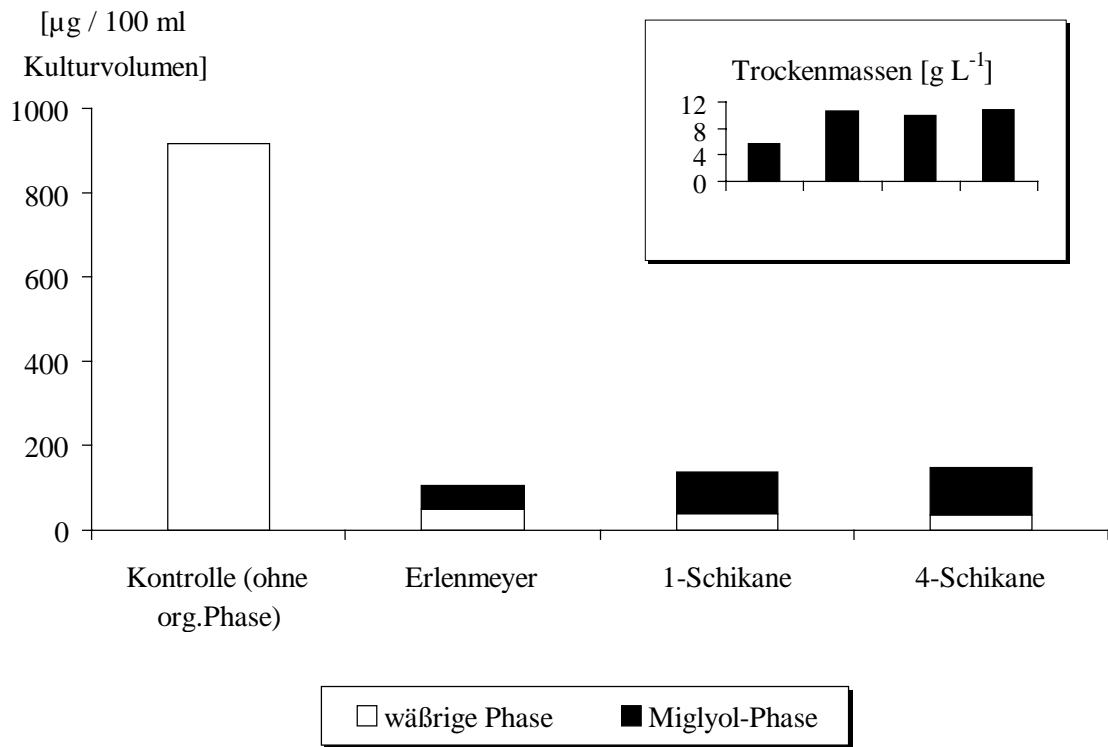 [µg / 100 ml
Kulturvolumen]
1000
800
600
400
200
0
Trockenmassen [g L⁻¹]
12
8
4
0
Kontrolle (ohne
org.Phase)
Erlenmeyer
1-Schikane
4-Schikane
wäßrige Phase
Miglyol-Phase